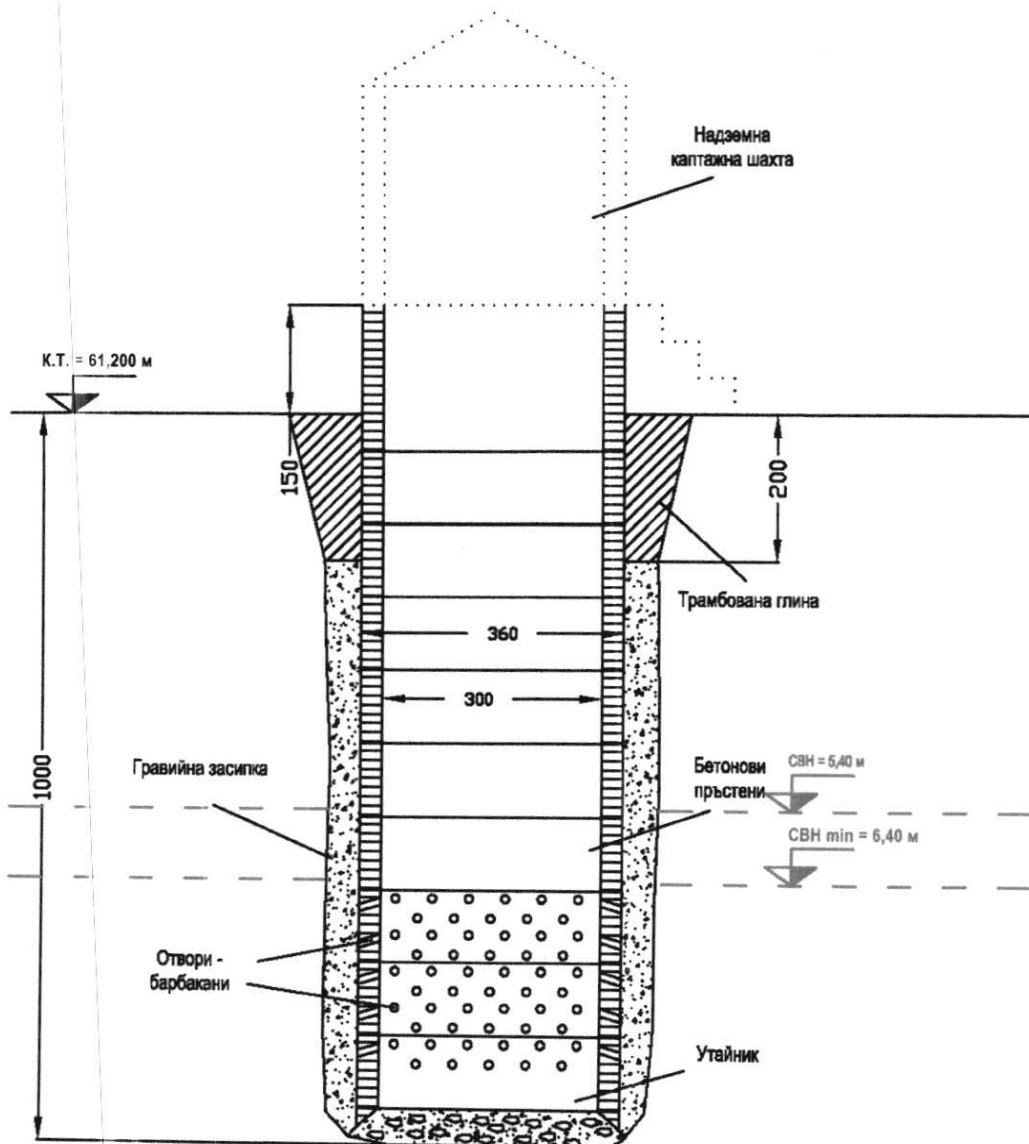 Надземна
каптажна шахта
К.Т. = 61,200 м
150
200
Трамбована глина
360
300
1000
Гравийна засипка
Бетонови
пръстени
СВН = 5,40 м
СВН min = 6,40 м
Отвори -
барбакани
Утайник